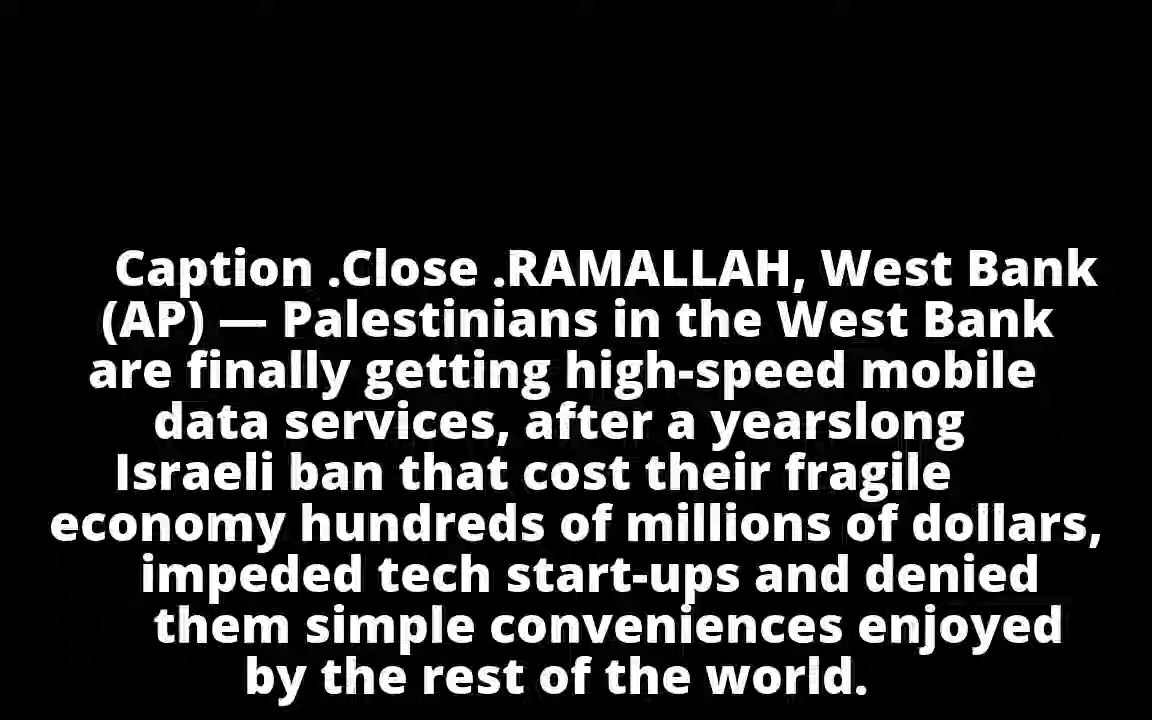 Caption .Close .RAMALLAH, West Bank
(AP) — Palestinians in the West Bank
are finally getting high-speed mobile
data services, after a yearslong
Israeli ban that cost their fragile
economy hundreds of millions of dollars,
impeded tech start-ups and denied
them simple conveniences enjoyed
by the rest of the world.